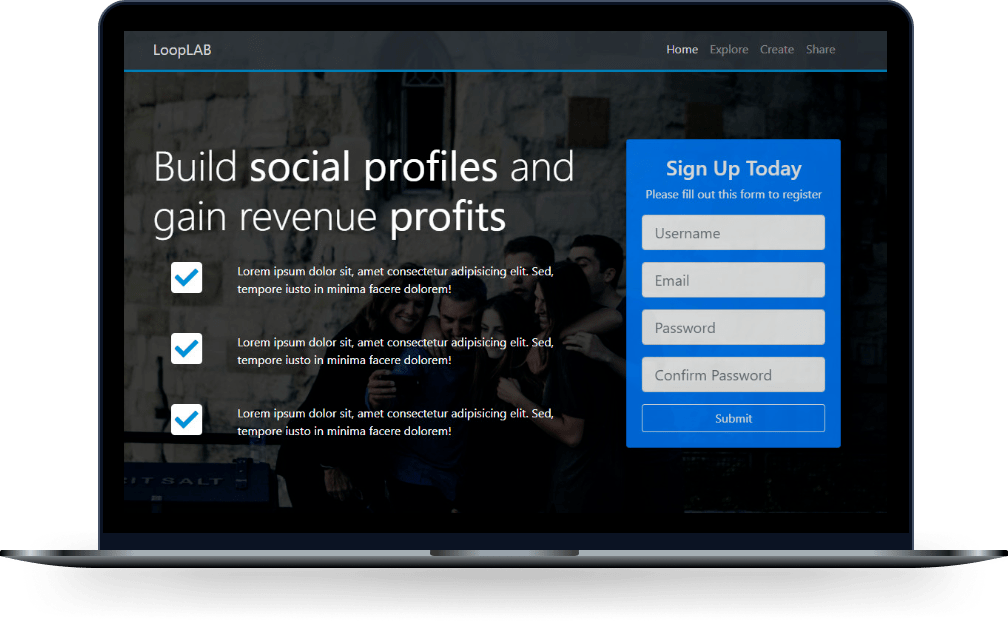 LoopLAB
Home Explore Create Share
Build social profiles and
gain revenue profits
Lorem ipsum dolor sit, amet consectetur adipisicing elit. Sed,
tempore iusto in minima facere dolorem!
Lorem ipsum dolor sit, amet consectetur adipisicing elit. Sed,
tempore iusto in minima facere dolorem!
Lorem ipsum dolor sit, amet consectetur adipisicing elit. Sed,
tempore iusto in minima facere dolorem!
Sign Up Today
Please fill out this form to register
Username
Email
Password
Confirm Password
Submit
SALT